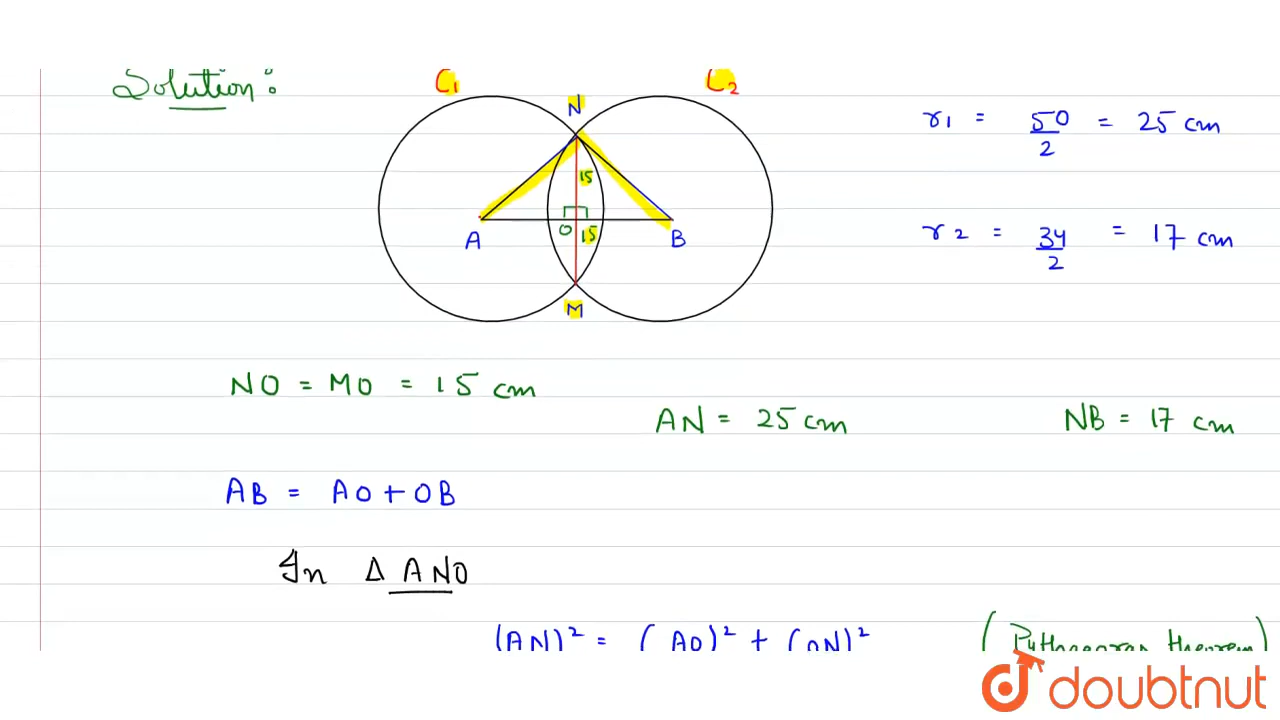 Solution :
C₁ C₂
N
15
O 15
A B
M
r₁ = 50/2 = 25 cm
r₂ = 34/2 = 17 cm
NO = MO = 15 cm
AN = 25 cm NB = 17 cm
AB = AO + OB
In Δ ANO
(AN)² = (AO)² + (ON)² (Pythagoras theorem)
doubtnut